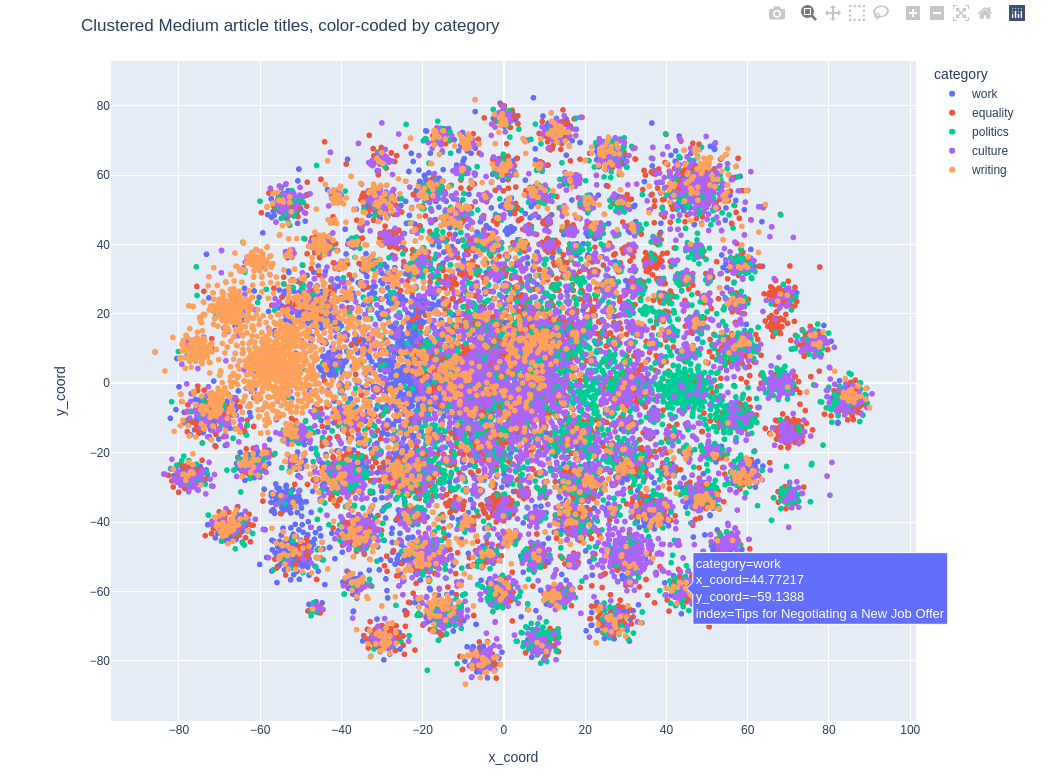 Clustered Medium article titles, color-coded by category
category
work
equality
politics
culture
writing
80
60
40
20
0
−20
−40
−60
−80
y_coord
category=work
x_coord=44.77217
y_coord=−59.1388
index=Tips for Negotiating a New Job Offer
−80 −60 −40 −20 0 20 40 60 80 100
x_coord